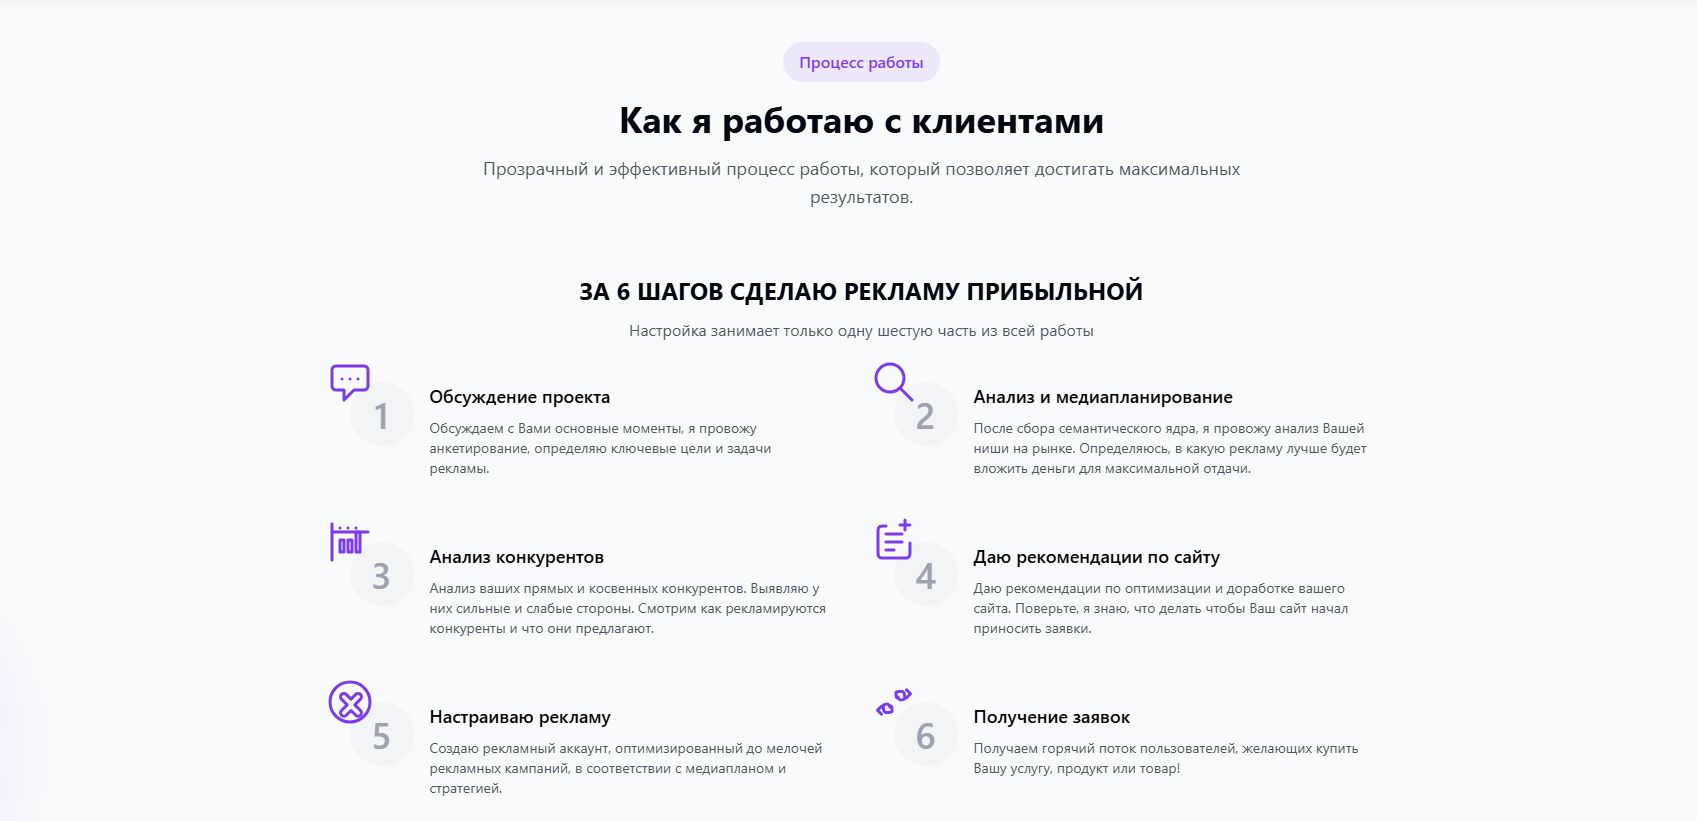 Процесс работы
Как я работаю с клиентами
Прозрачный и эффективный процесс работы, который позволяет достигать максимальных
результатов.
ЗА 6 ШАГОВ СДЕЛАЮ РЕКЛАМУ ПРИБЫЛЬНОЙ
Настройка занимает только одну шестую часть из всей работы
1
Обсуждение проекта
Обсуждаем с Вами основные моменты, я провожу
анкетирование, определяю ключевые цели и задачи
рекламы.
2
Анализ и медиапланирование
После сбора семантического ядра, я провожу анализ Вашей
ниши на рынке. Определяюсь, в какую рекламу лучше будет
вложить деньги для максимальной отдачи.
3
Анализ конкурентов
Анализ ваших прямых и косвенных конкурентов. Выявляю у
них сильные и слабые стороны. Смотрим как рекламируются
конкуренты и что они предлагают.
4
Даю рекомендации по сайту
Даю рекомендации по оптимизации и доработке вашего
сайта. Поверьте, я знаю, что делать чтобы Ваш сайт начал
приносить заявки.
5
Настраиваю рекламу
Создаю рекламный аккаунт, оптимизированный до мелочей
рекламных кампаний, в соответствии с медиапланом и
стратегией.
6
Получение заявок
Получаем горячий поток пользователей, желающих купить
Вашу услугу, продукт или товар!